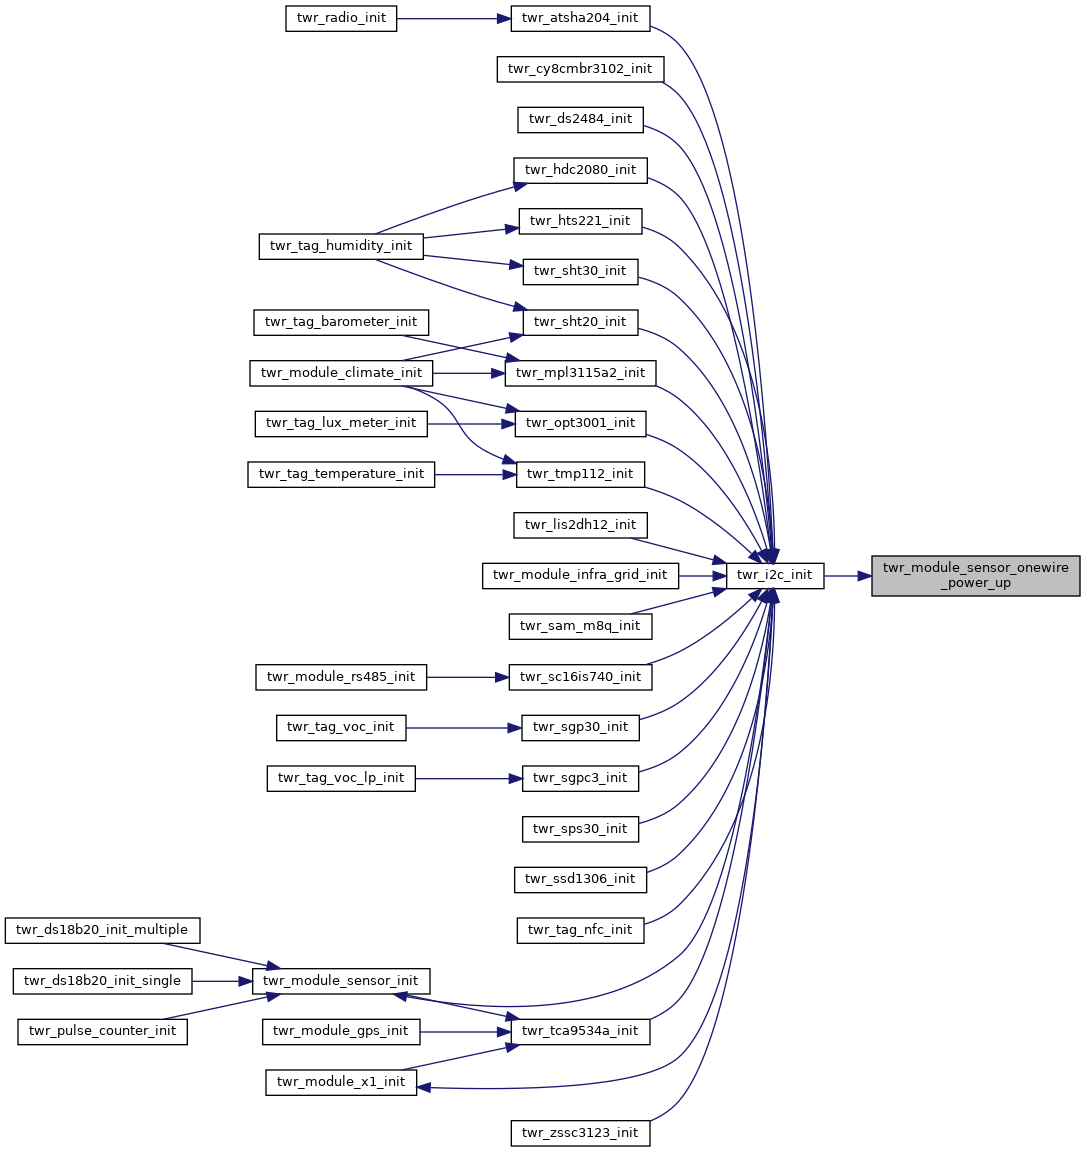 twr_radio_init
twr_atsha204_init
twr_cy8cmbr3102_init
twr_ds2484_init
twr_hdc2080_init
twr_hts221_init
twr_tag_humidity_init
twr_sht30_init
twr_tag_barometer_init
twr_sht20_init
twr_module_climate_init
twr_mpl3115a2_init
twr_tag_lux_meter_init
twr_opt3001_init
twr_tag_temperature_init
twr_tmp112_init
twr_lis2dh12_init
twr_module_infra_grid_init
twr_i2c_init
twr_module_sensor_onewire
_power_up
twr_sam_m8q_init
twr_module_rs485_init
twr_sc16is740_init
twr_tag_voc_init
twr_sgp30_init
twr_tag_voc_lp_init
twr_sgpc3_init
twr_sps30_init
twr_ssd1306_init
twr_ds18b20_init_multiple
twr_tag_nfc_init
twr_ds18b20_init_single
twr_module_sensor_init
twr_pulse_counter_init
twr_module_gps_init
twr_tca9534a_init
twr_module_x1_init
twr_zssc3123_init